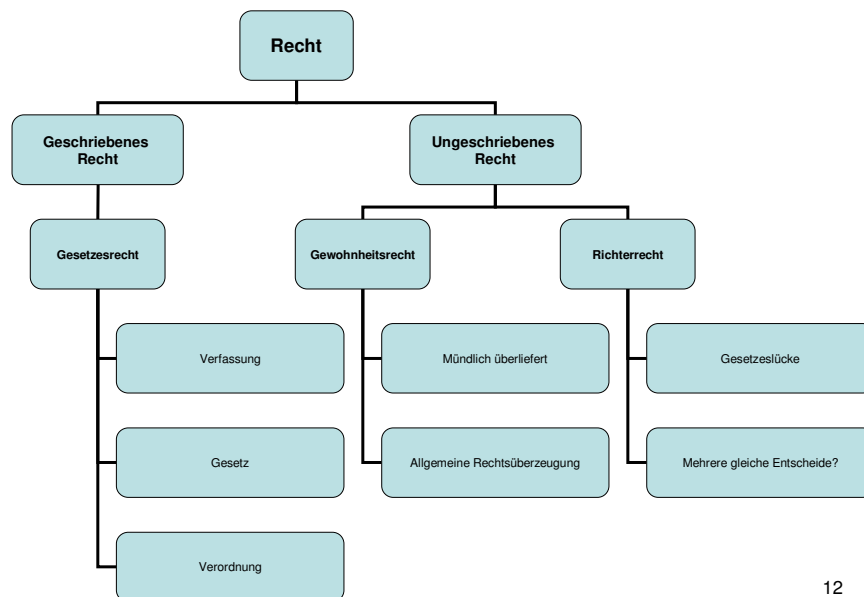 Recht
Geschriebenes
Recht
Ungeschriebenes
Recht
Gesetzesrecht
Gewohnheitsrecht
Richterrecht
Verfassung
Mündlich überliefert
Gesetzeslücke
Gesetz
Allgemeine Rechtsüberzeugung
Mehrere gleiche Entscheide?
Verordnung
12